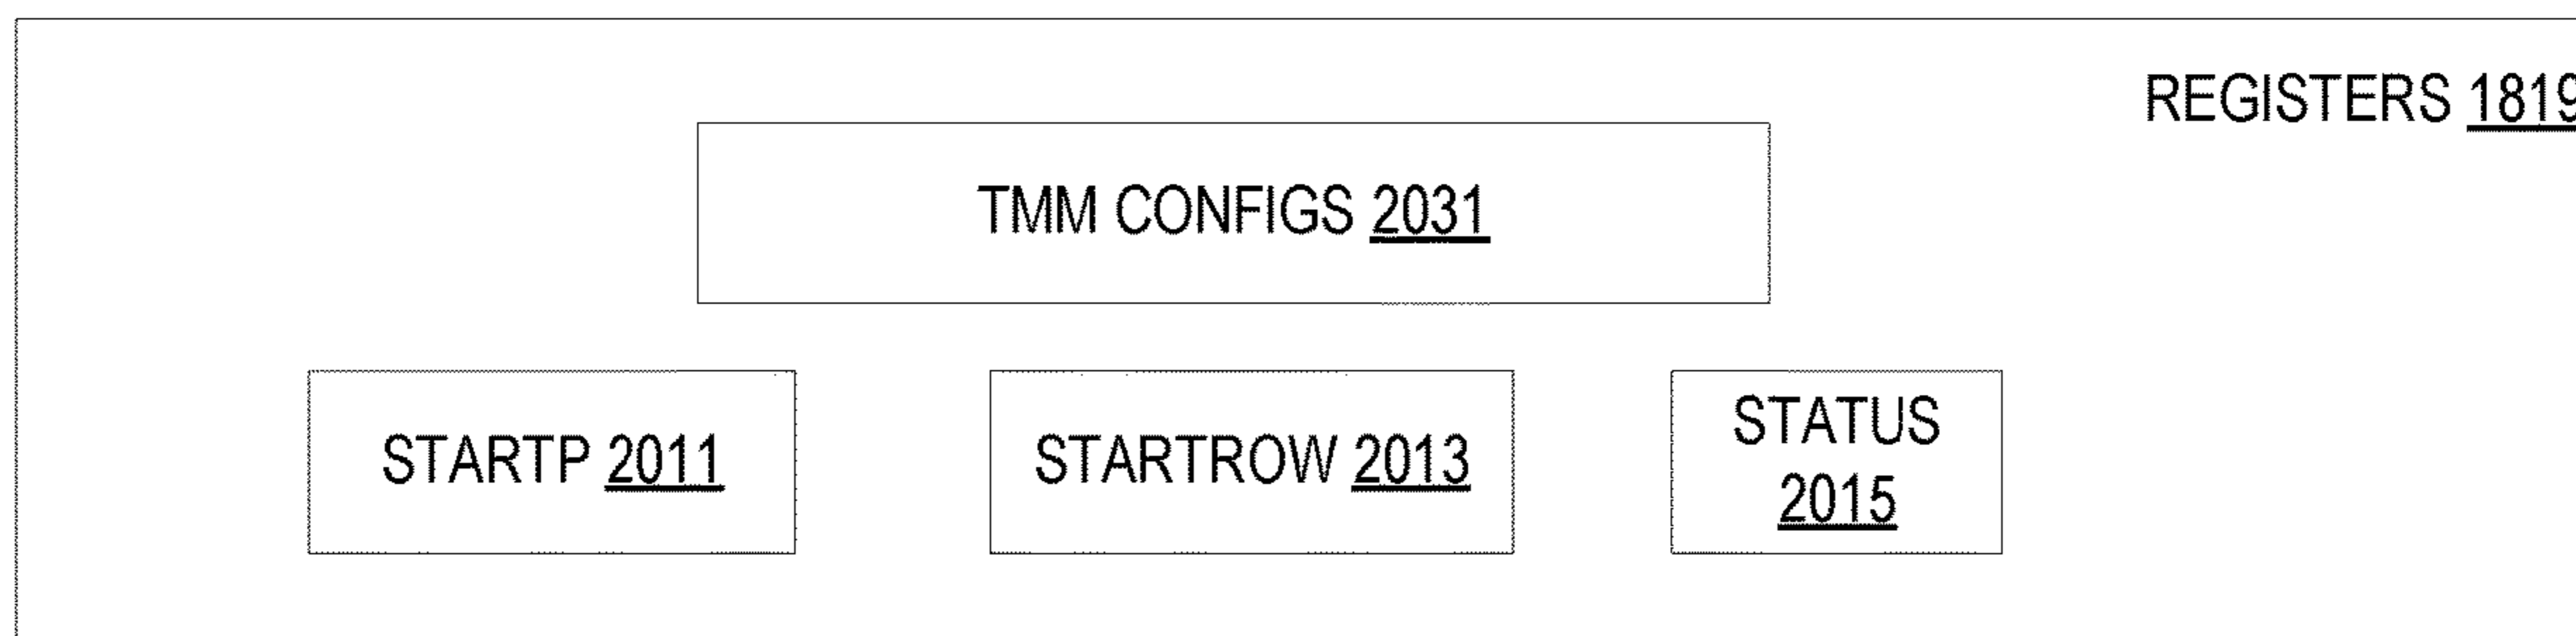 REGISTERS 1819
TMM CONFIGS 2031
STARTP 2011
STARTROW 2013
STATUS
2015